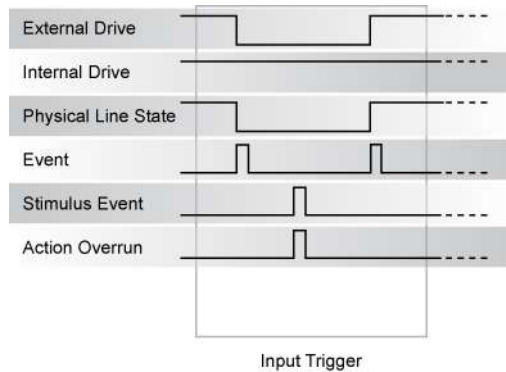 External Drive
Internal Drive
Physical Line State
Event
Stimulus Event
Action Overrun
Input Trigger